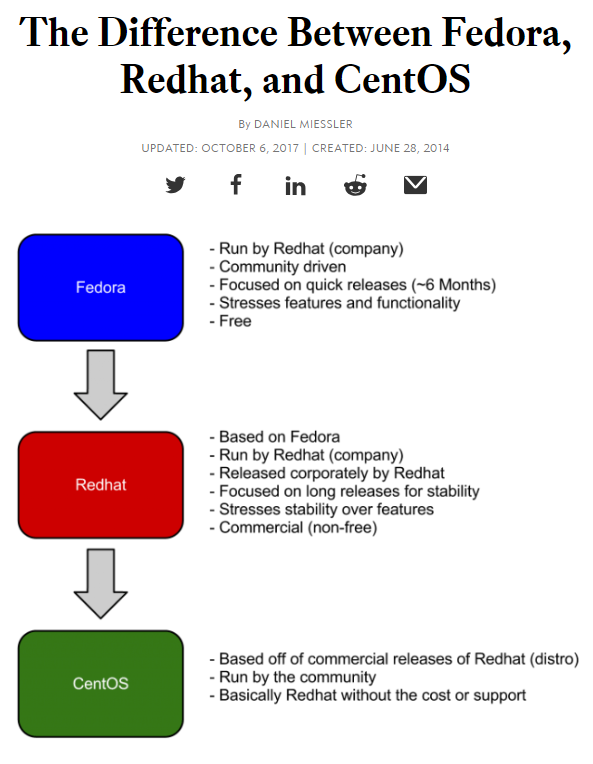 The Difference Between Fedora,
Redhat, and CentOS
By DANIEL MIESSLER
UPDATED: OCTOBER 6, 2017 | CREATED: JUNE 28, 2014
Fedora
- Run by Redhat (company)
- Community driven
- Focused on quick releases (~6 Months)
- Stresses features and functionality
- Free
Redhat
- Based on Fedora
- Run by Redhat (company)
- Released corporately by Redhat
- Focused on long releases for stability
- Stresses stability over features
- Commercial (non-free)
CentOS
- Based off of commercial releases of Redhat (distro)
- Run by the community
- Basically Redhat without the cost or support